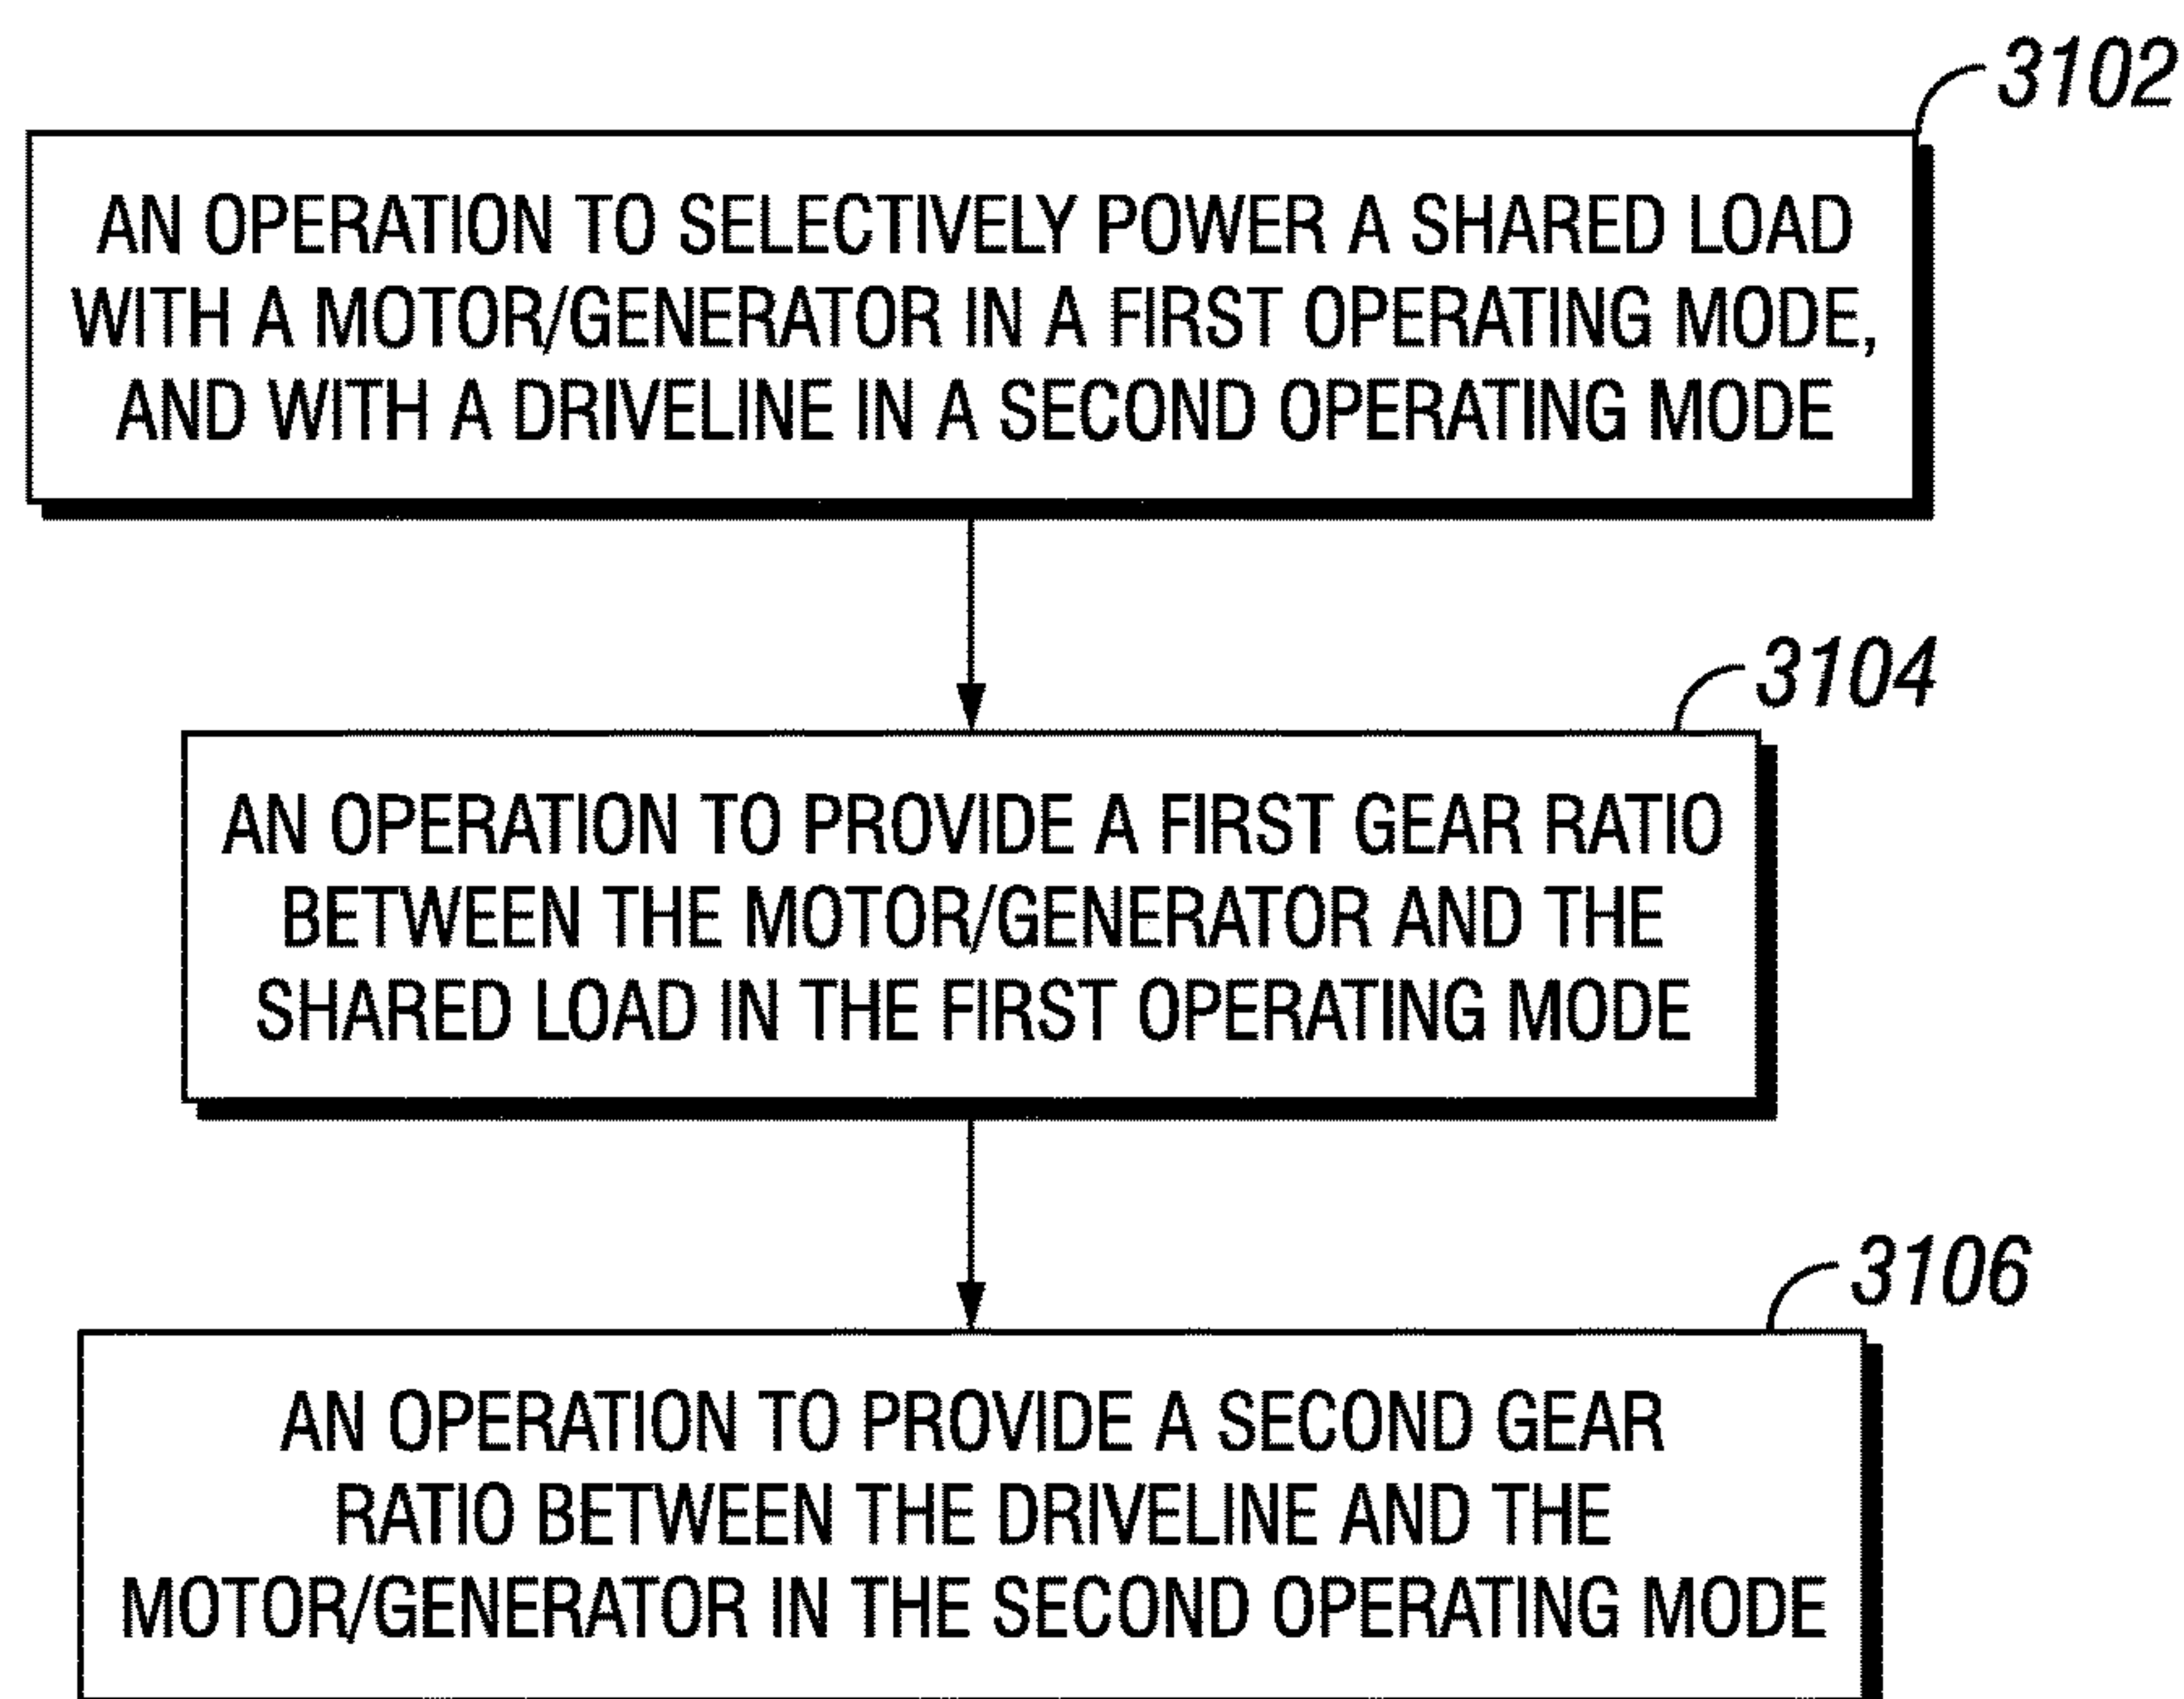 3102
AN OPERATION TO SELECTIVELY POWER A SHARED LOAD
WITH A MOTOR/GENERATOR IN A FIRST OPERATING MODE,
AND WITH A DRIVELINE IN A SECOND OPERATING MODE
3104
AN OPERATION TO PROVIDE A FIRST GEAR RATIO
BETWEEN THE MOTOR/GENERATOR AND THE
SHARED LOAD IN THE FIRST OPERATING MODE
3106
AN OPERATION TO PROVIDE A SECOND GEAR
RATIO BETWEEN THE DRIVELINE AND THE
MOTOR/GENERATOR IN THE SECOND OPERATING MODE